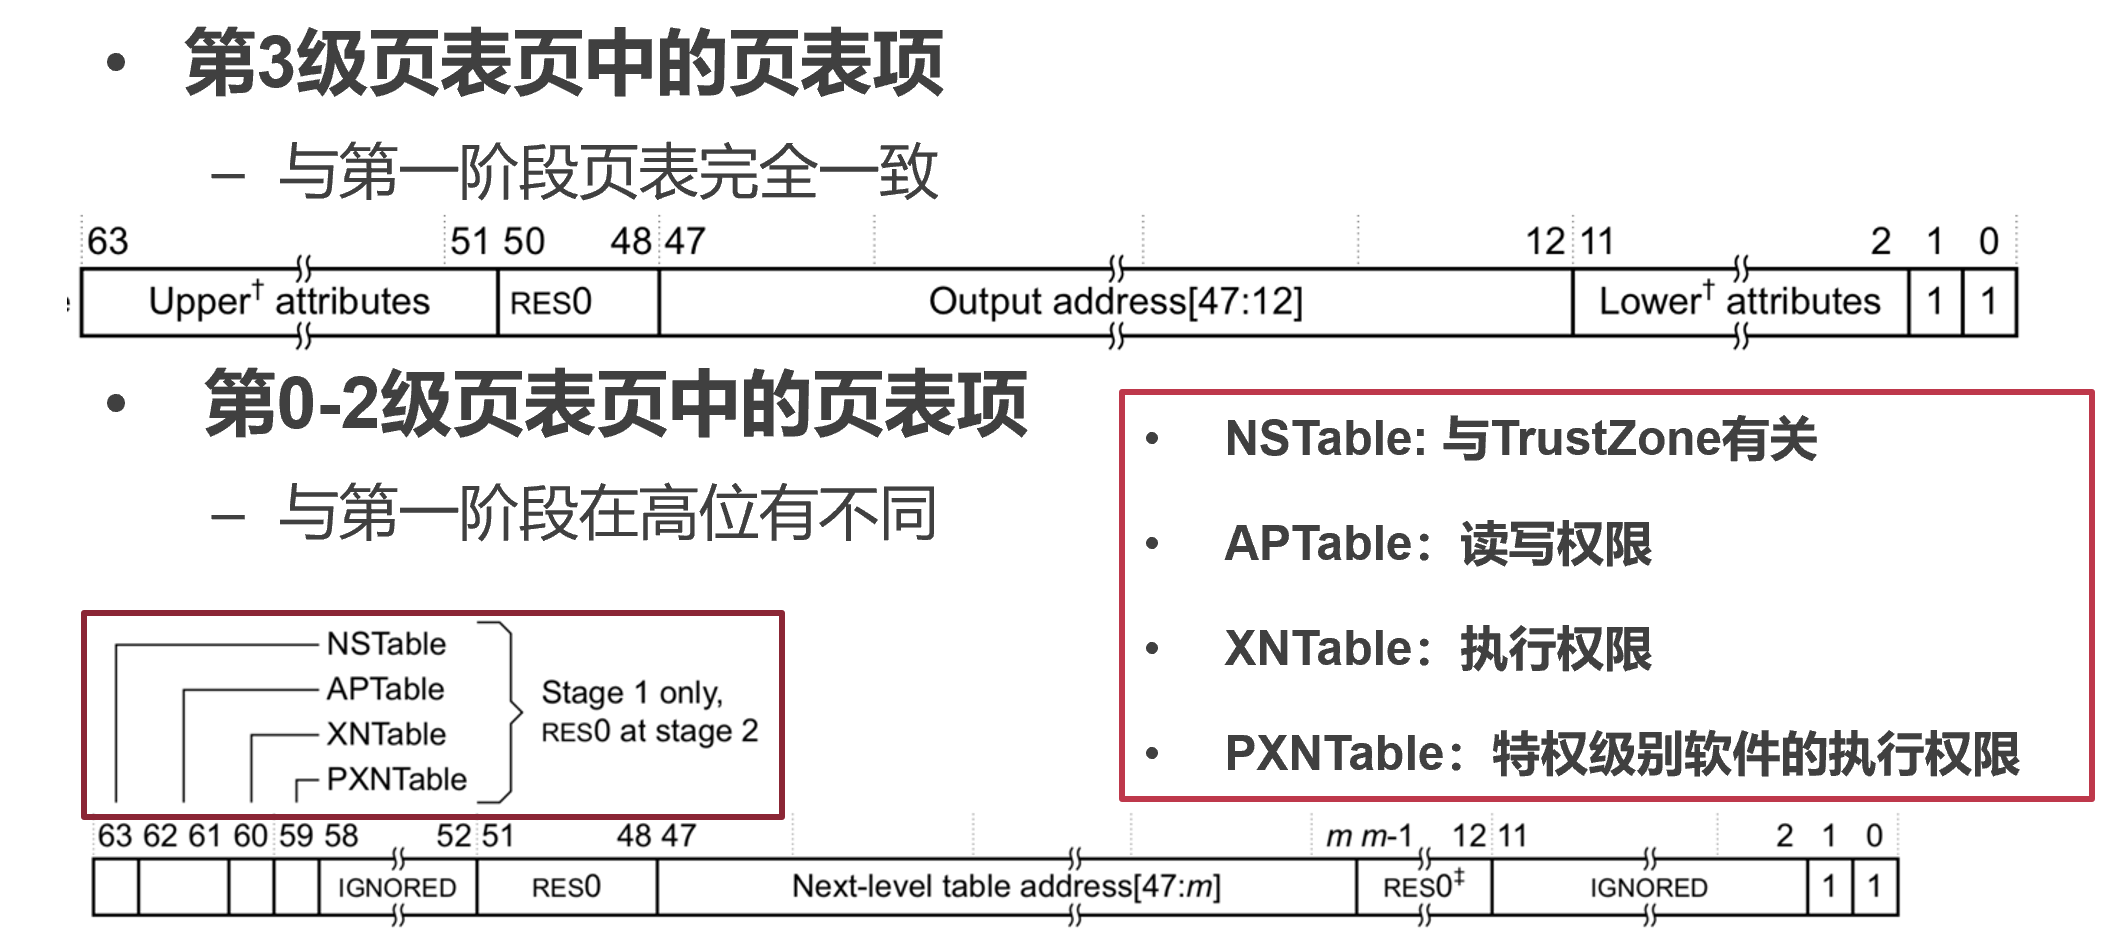 • 第3级页表页中的页表项
– 与第一阶段页表完全一致
63 51 50 48 47 12 11 2 1 0
Upper† attributes RES0 Output address[47:12] Lower† attributes 1 1
• 第0-2级页表页中的页表项
– 与第一阶段在高位有不同
• NSTable: 与TrustZone有关
• APTable：读写权限
• XNTable：执行权限
• PXNTable：特权级别软件的执行权限
NSTable
APTable
XNTable
PXNTable
Stage 1 only,
RES0 at stage 2
63 62 61 60 59 58 52 51 48 47 m m-1 12 11 2 1 0
IGNORED RES0 Next-level table address[47:m] RES0‡ IGNORED 1 1